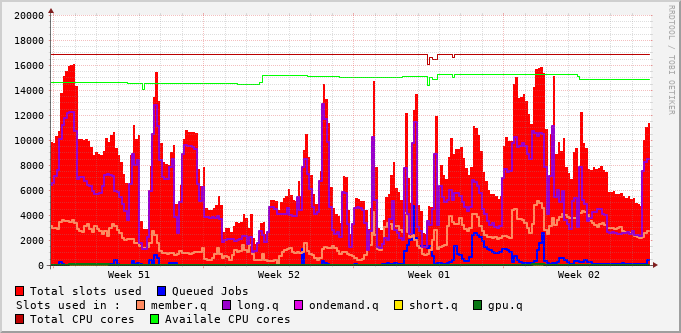 20000
18000
16000
14000
12000
10000
8000
6000
4000
2000
0
Week 51 Week 52 Week 01 Week 02
Total slots used Queued Jobs
Slots used in : member.q long.q ondemand.q short.q gpu.q
Total CPU cores Availale CPU cores
RRDTOOL / TOBI OETIKER